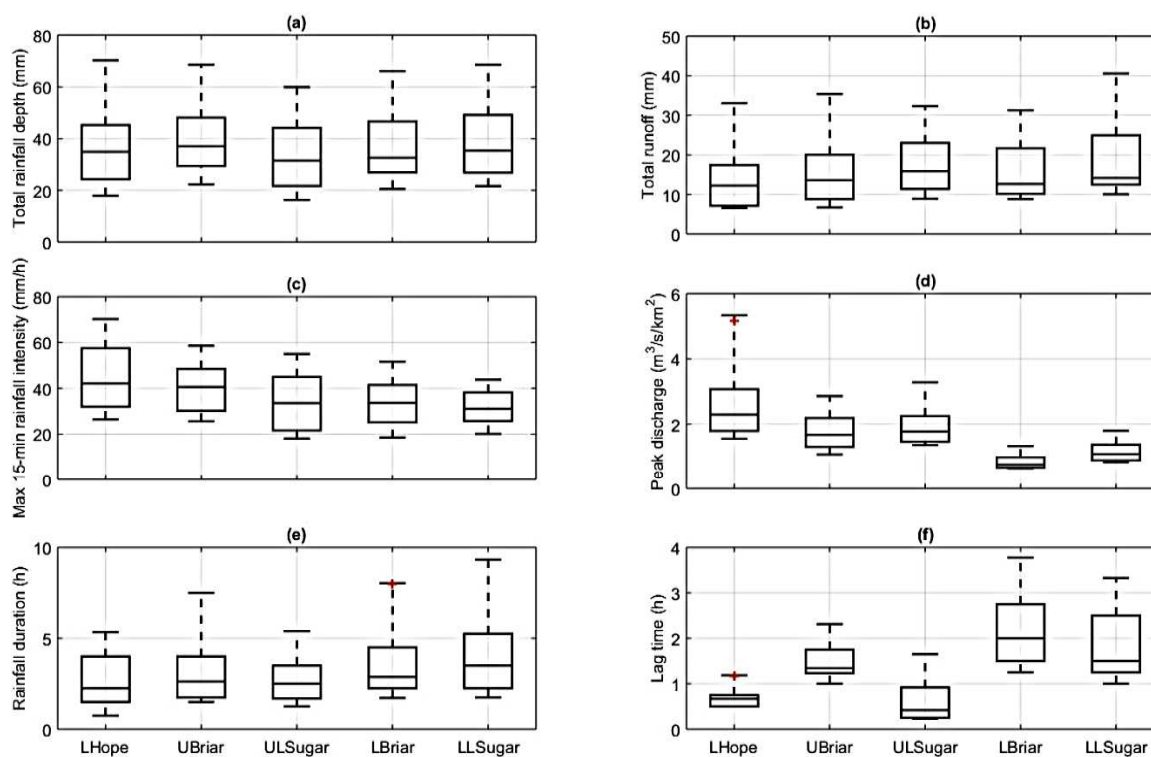 (a)
Total rainfall depth (mm)
80
60
40
20
0
(b)
Total runoff (mm)
50
40
30
20
10
0
(c)
Max 15-min rainfall intensity (mm/h)
80
60
40
20
0
(d)
Peak discharge (m³/s/km²)
6
4
2
0
(e)
Rainfall duration (h)
10
5
0
LHope UBriar ULSugar LBriar LLSugar
(f)
Lag time (h)
4
3
2
1
0
LHope UBriar ULSugar LBriar LLSugar